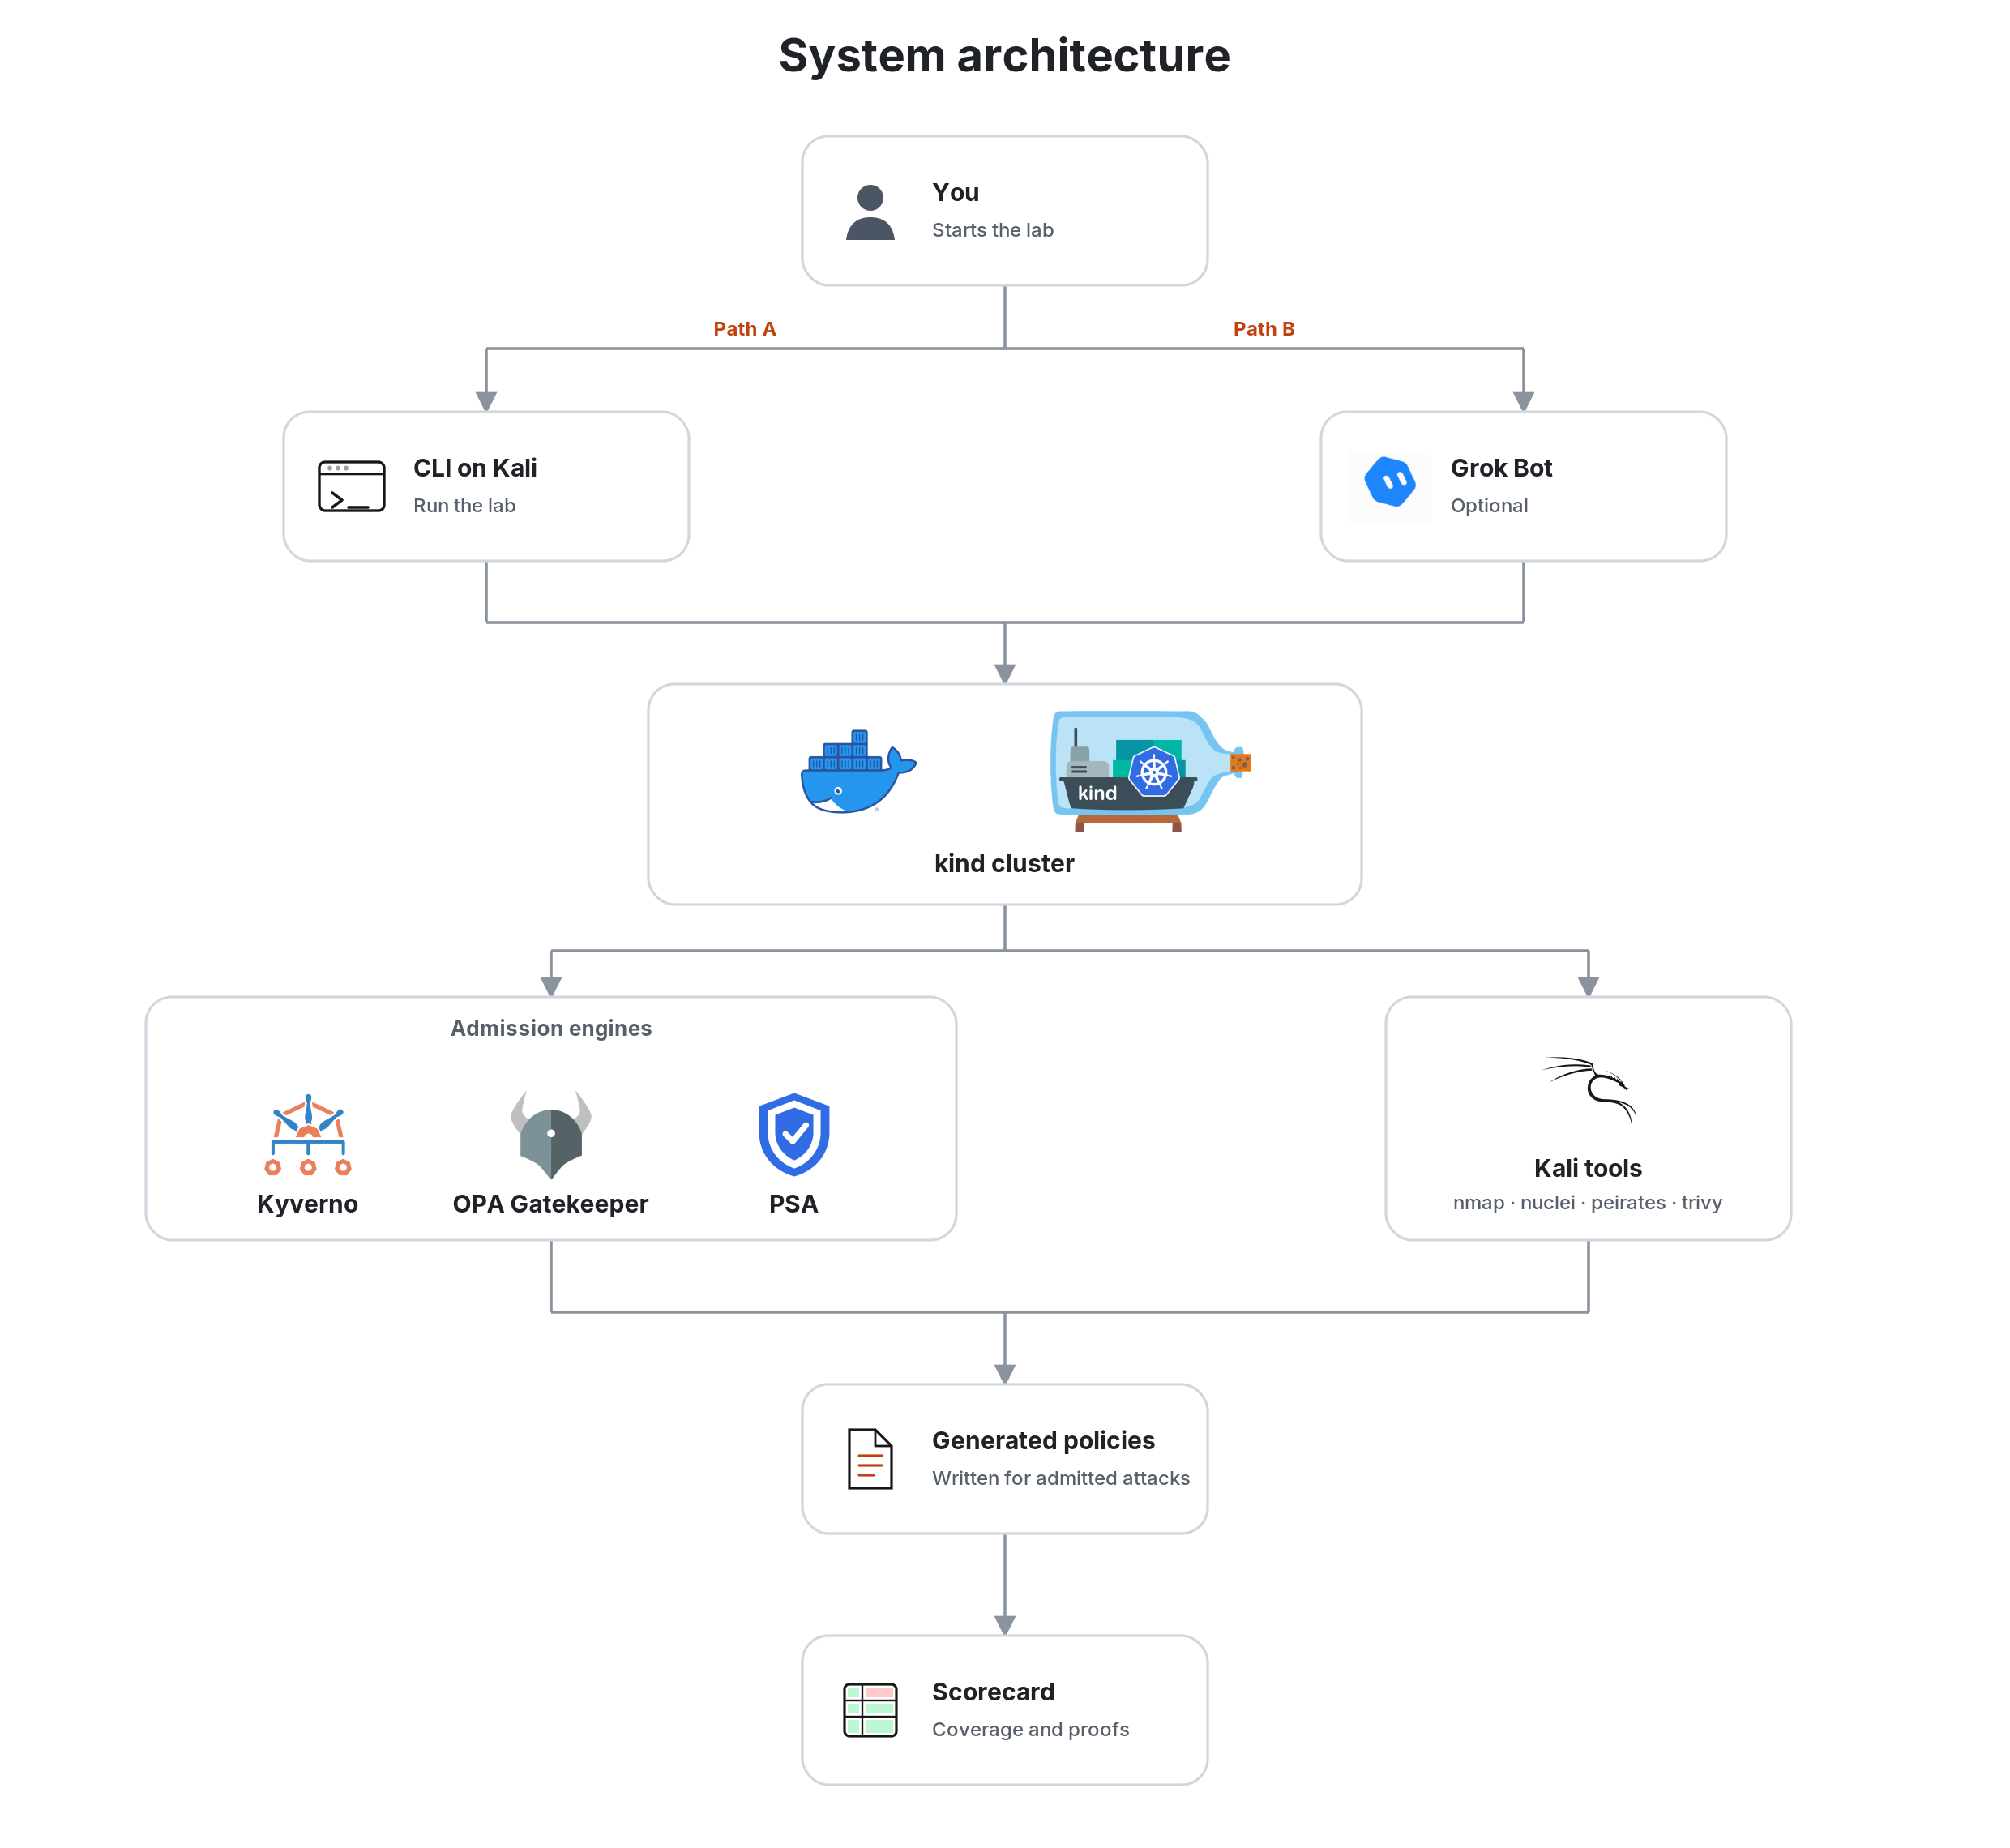 System architecture
You
Starts the lab
Path A
Path B
CLI on Kali
Run the lab
Grok Bot
Optional
kind
kind cluster
Admission engines
Kyverno
OPA Gatekeeper
PSA
Kali tools
nmap · nuclei · peirates · trivy
Generated policies
Written for admitted attacks
Scorecard
Coverage and proofs